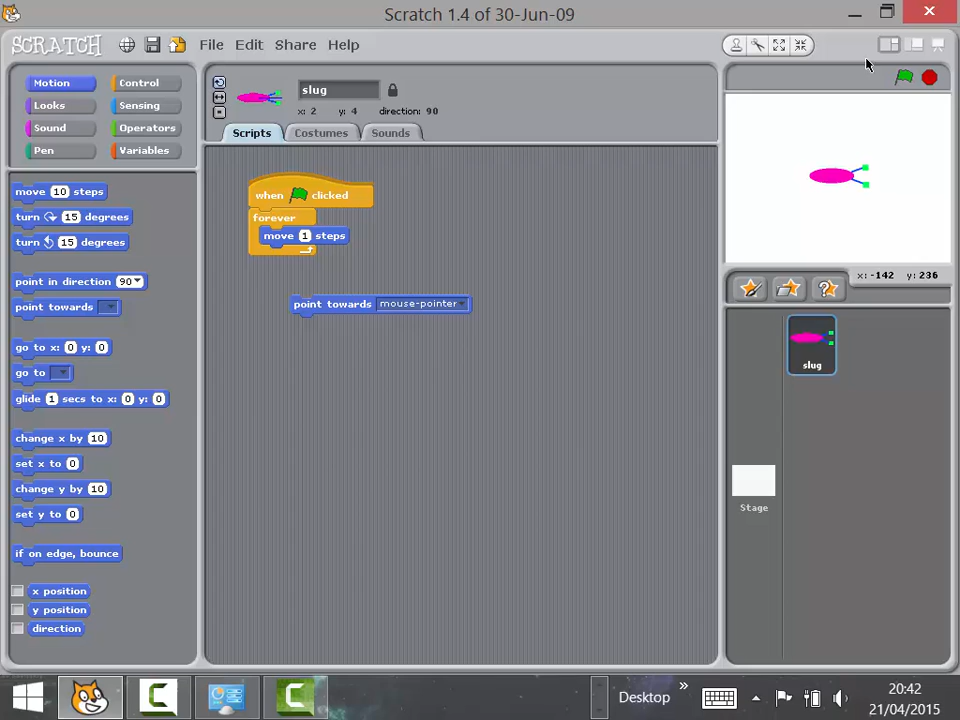 Scratch 1.4 of 30-Jun-09
SCRATCH File Edit Share Help
Motion Control
Looks Sensing
Sound Operators
Pen Variables
slug
x: 2 y: 4 direction: 90
Scripts Costumes Sounds
move 10 steps
turn 15 degrees
turn 15 degrees
point in direction 90
point towards
go to x: 0 y: 0
go to
glide 1 secs to x: 0 y: 0
change x by 10
set x to 0
change y by 10
set y to 0
if on edge, bounce
x position
y position
direction
when clicked
forever
move 1 steps
point towards mouse-pointer
x: -142 y: 236
slug
Stage
Desktop
20:42
21/04/2015